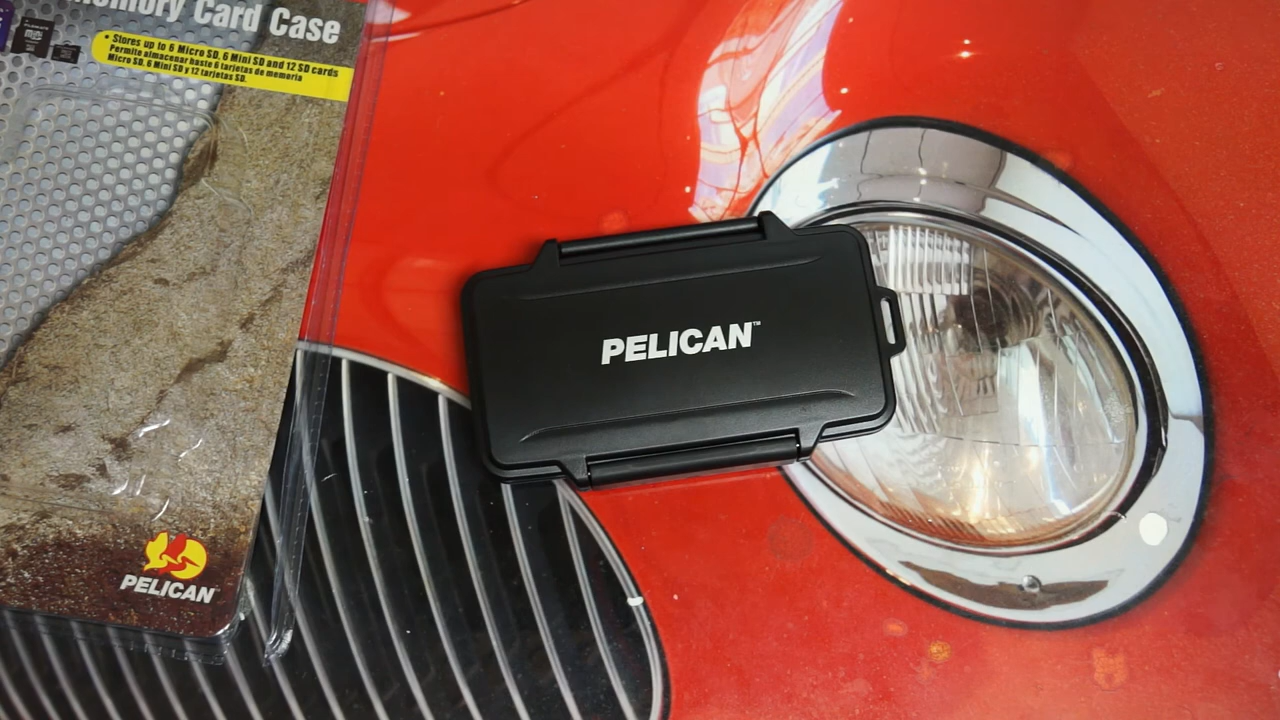 Memory Card Case
• Stores up to 6 Micro SD, 6 Mini SD and 12 SD cards
Permite almacenar hasta 6 tarjetas de memoria
Micro SD, 6 Mini SD y 12 tarjetas SD.
mini
PELICAN™
PELICAN